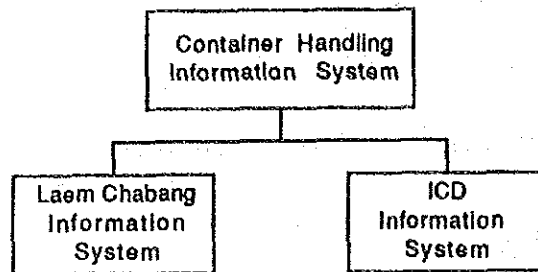 Container Handling
Information System
Laem Chabang
Information
System
ICD
Information
System